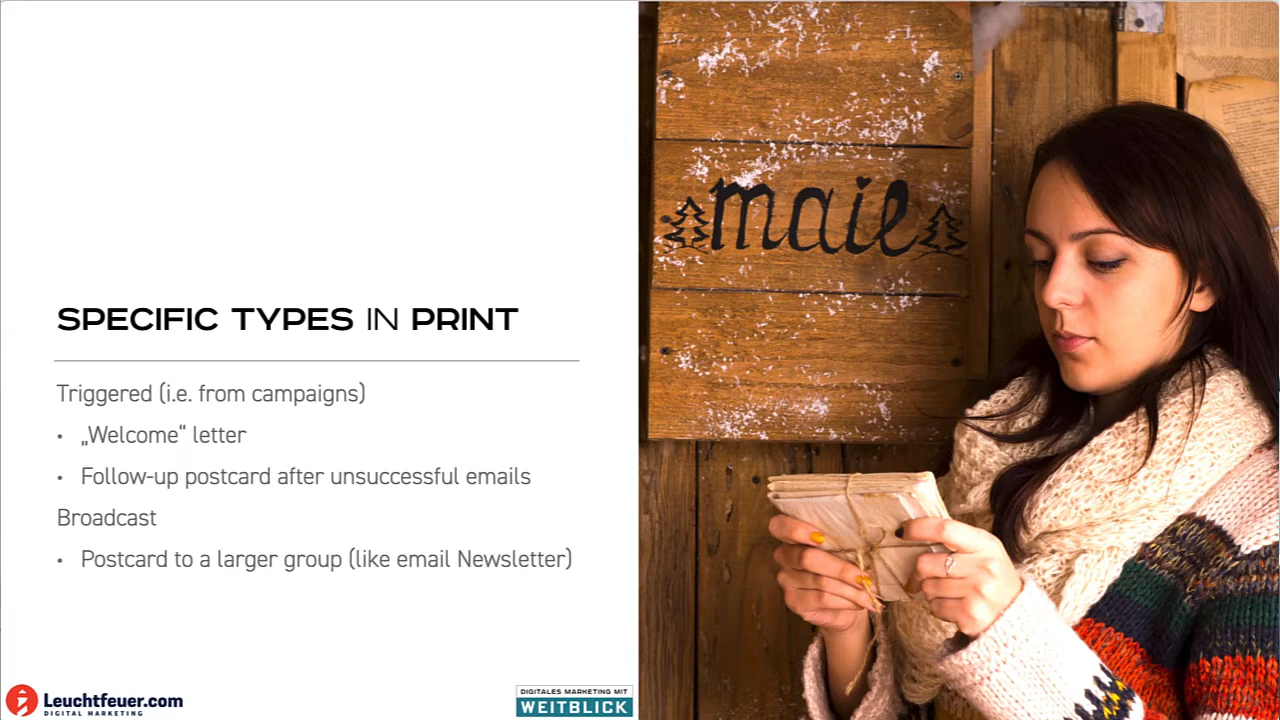 SPECIFIC TYPES IN PRINT
Triggered (i.e. from campaigns)
• „Welcome“ letter
• Follow-up postcard after unsuccessful emails
Broadcast
• Postcard to a larger group (like email Newsletter)
mail
Leuchtfeuer.com
DIGITAL MARKETING
DIGITALES MARKETING MIT
WEITBLICK